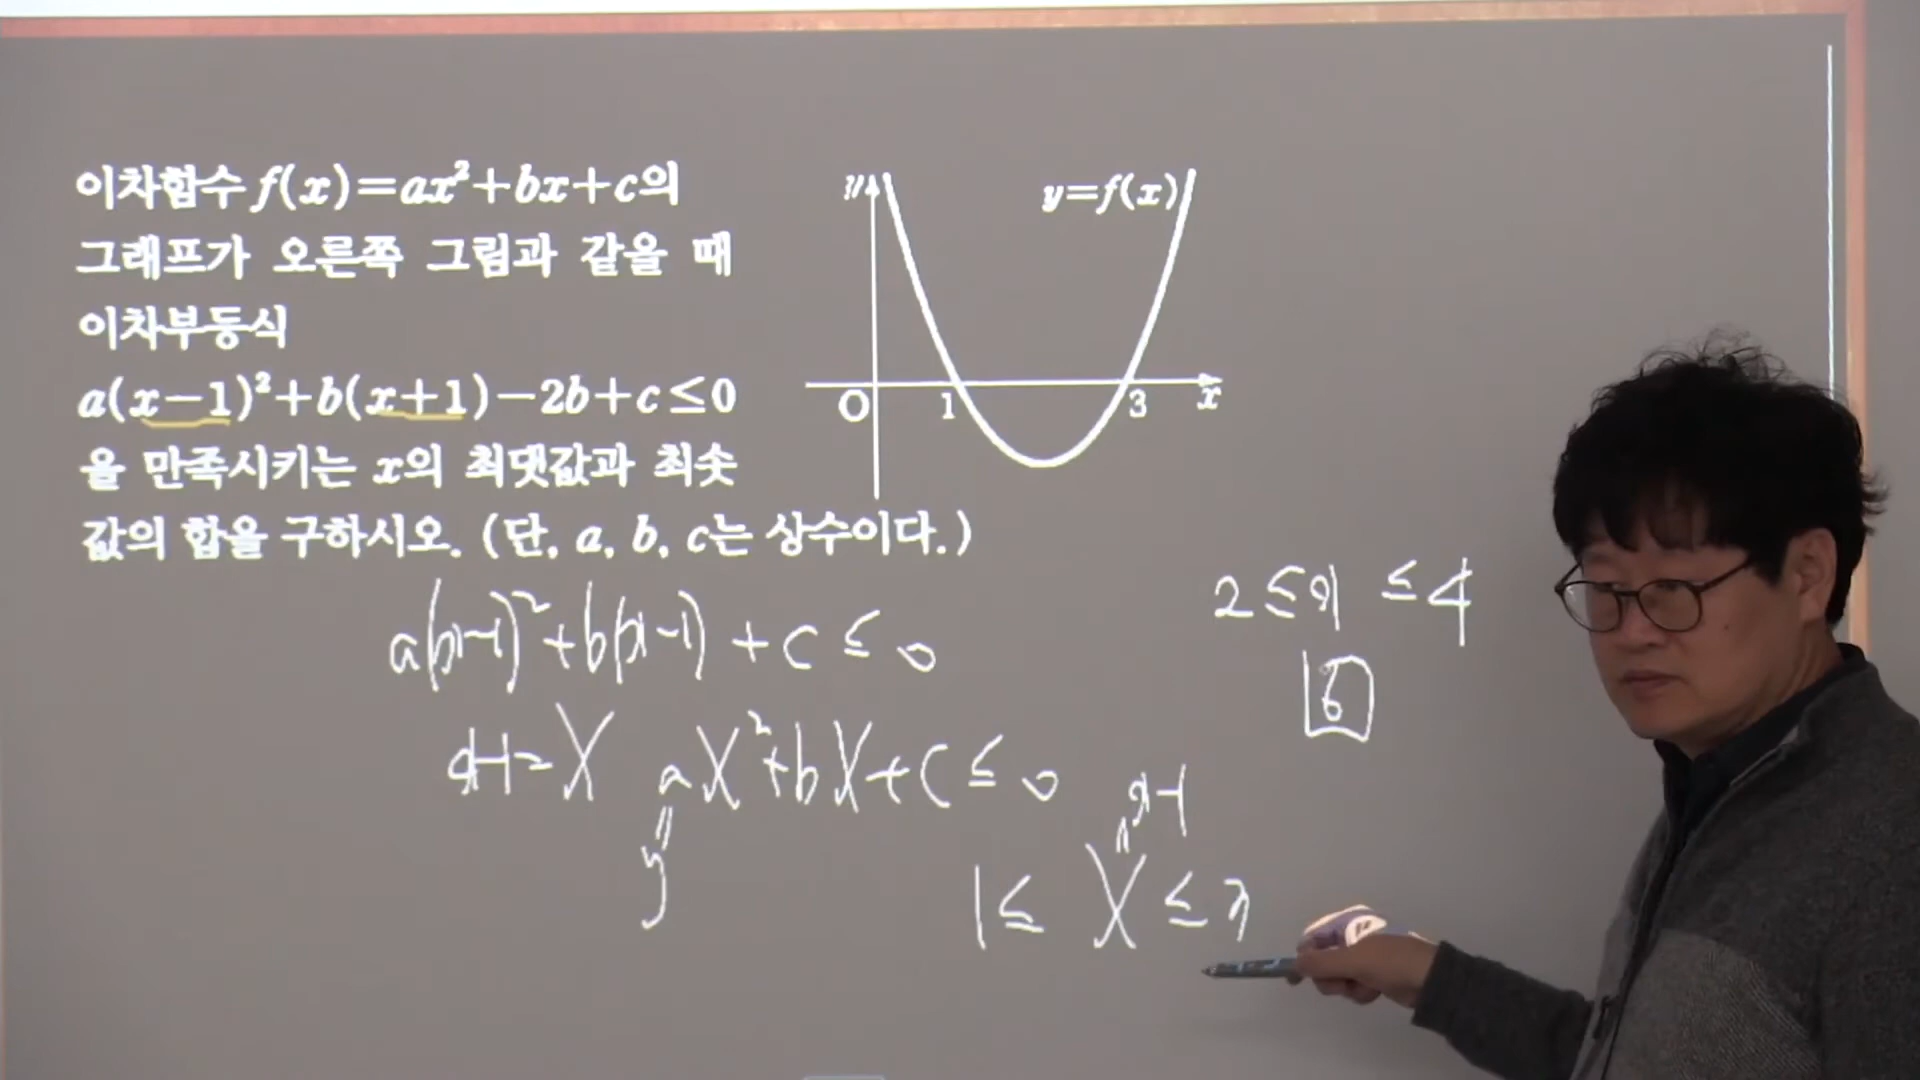 이차함수 f(x)=ax²+bx+c의
그래프가 오른쪽 그림과 같을 때
이차부등식
a(x−1)²+b(x+1)−2b+c≤0
을 만족시키는 x의 최댓값과 최솟
값의 합을 구하시오. (단, a, b, c는 상수이다.)
y
y=f(x)
O
1
3
x
a(x-1)²+b(x-1)+c≤0
x-1=X
aX²+bX+c≤0
y
x-1
1≤X≤3
2≤x≤4
6